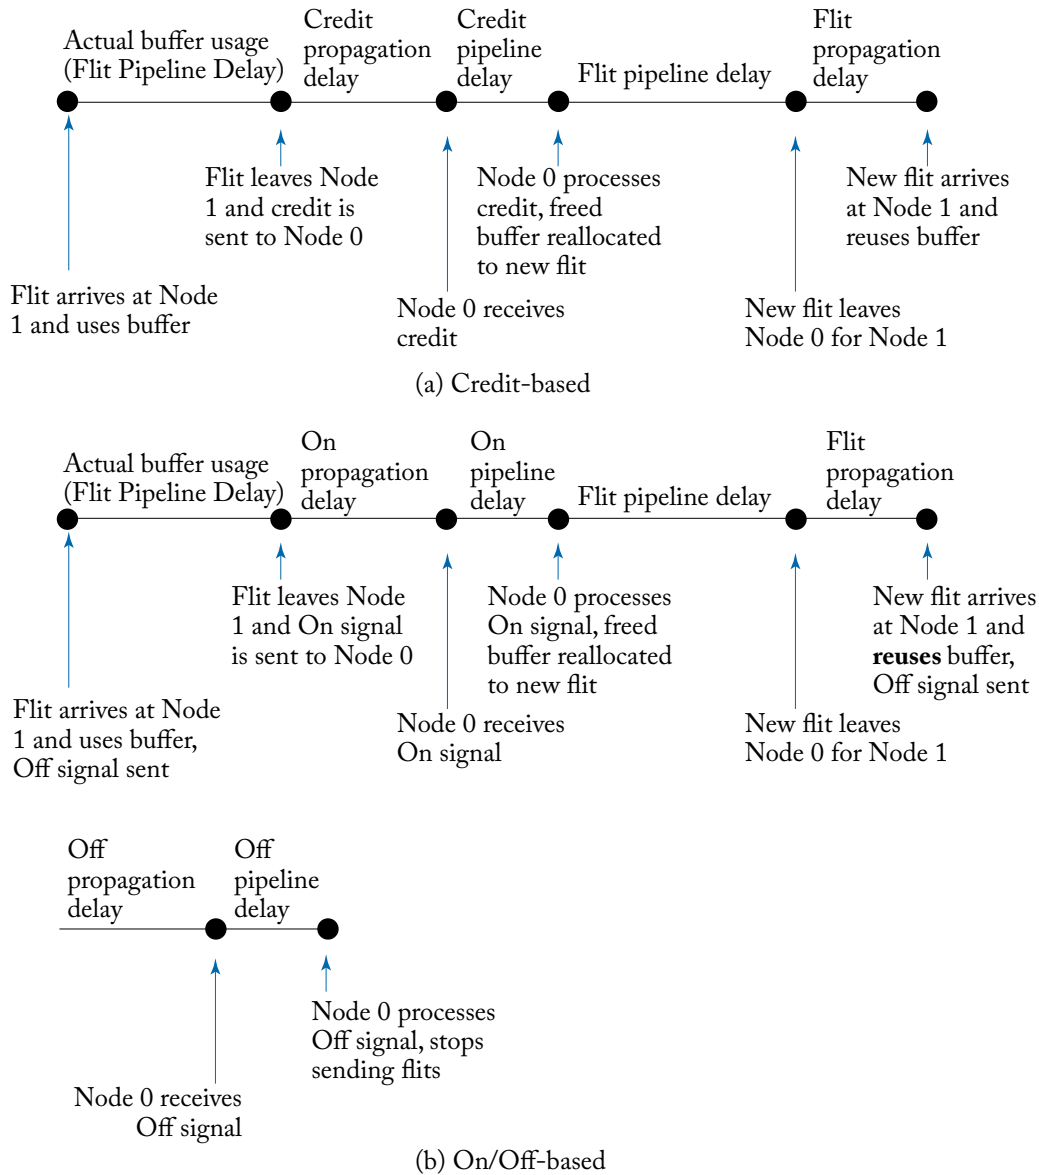 Actual buffer usage
(Flit Pipeline Delay)
Credit
propagation
delay
Credit
pipeline
delay
Flit pipeline delay
Flit
propagation
delay
Flit arrives at Node
1 and uses buffer
Flit leaves Node
1 and credit is
sent to Node 0
Node 0 receives
credit
Node 0 processes
credit, freed
buffer reallocated
to new flit
New flit leaves
Node 0 for Node 1
New flit arrives
at Node 1 and
reuses buffer
(a) Credit-based
Actual buffer usage
(Flit Pipeline Delay)
On
propagation
delay
On
pipeline
delay
Flit pipeline delay
Flit
propagation
delay
Flit arrives at Node
1 and uses buffer,
Off signal sent
Flit leaves Node
1 and On signal
is sent to Node 0
Node 0 receives
On signal
Node 0 processes
On signal, freed
buffer reallocated
to new flit
New flit leaves
Node 0 for Node 1
New flit arrives
at Node 1 and
reuses buffer,
Off signal sent
Off
propagation
delay
Off
pipeline
delay
Node 0 receives
Off signal
Node 0 processes
Off signal, stops
sending flits
(b) On/Off-based